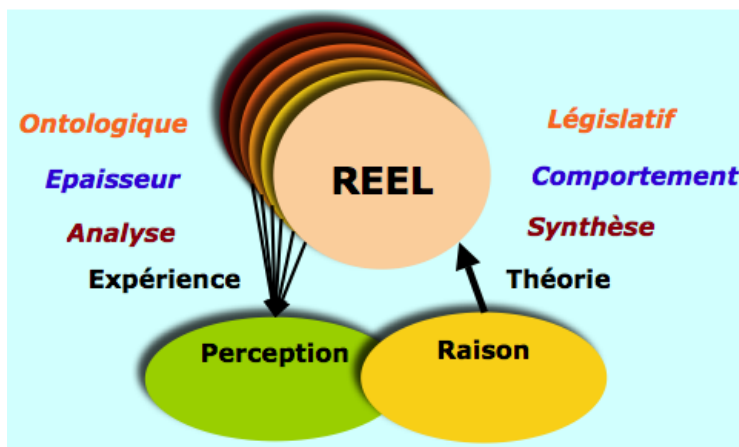 Ontologique
Législatif
REEL
Epaisseur
Comportement
Analyse
Synthèse
Expérience
Théorie
Perception
Raison